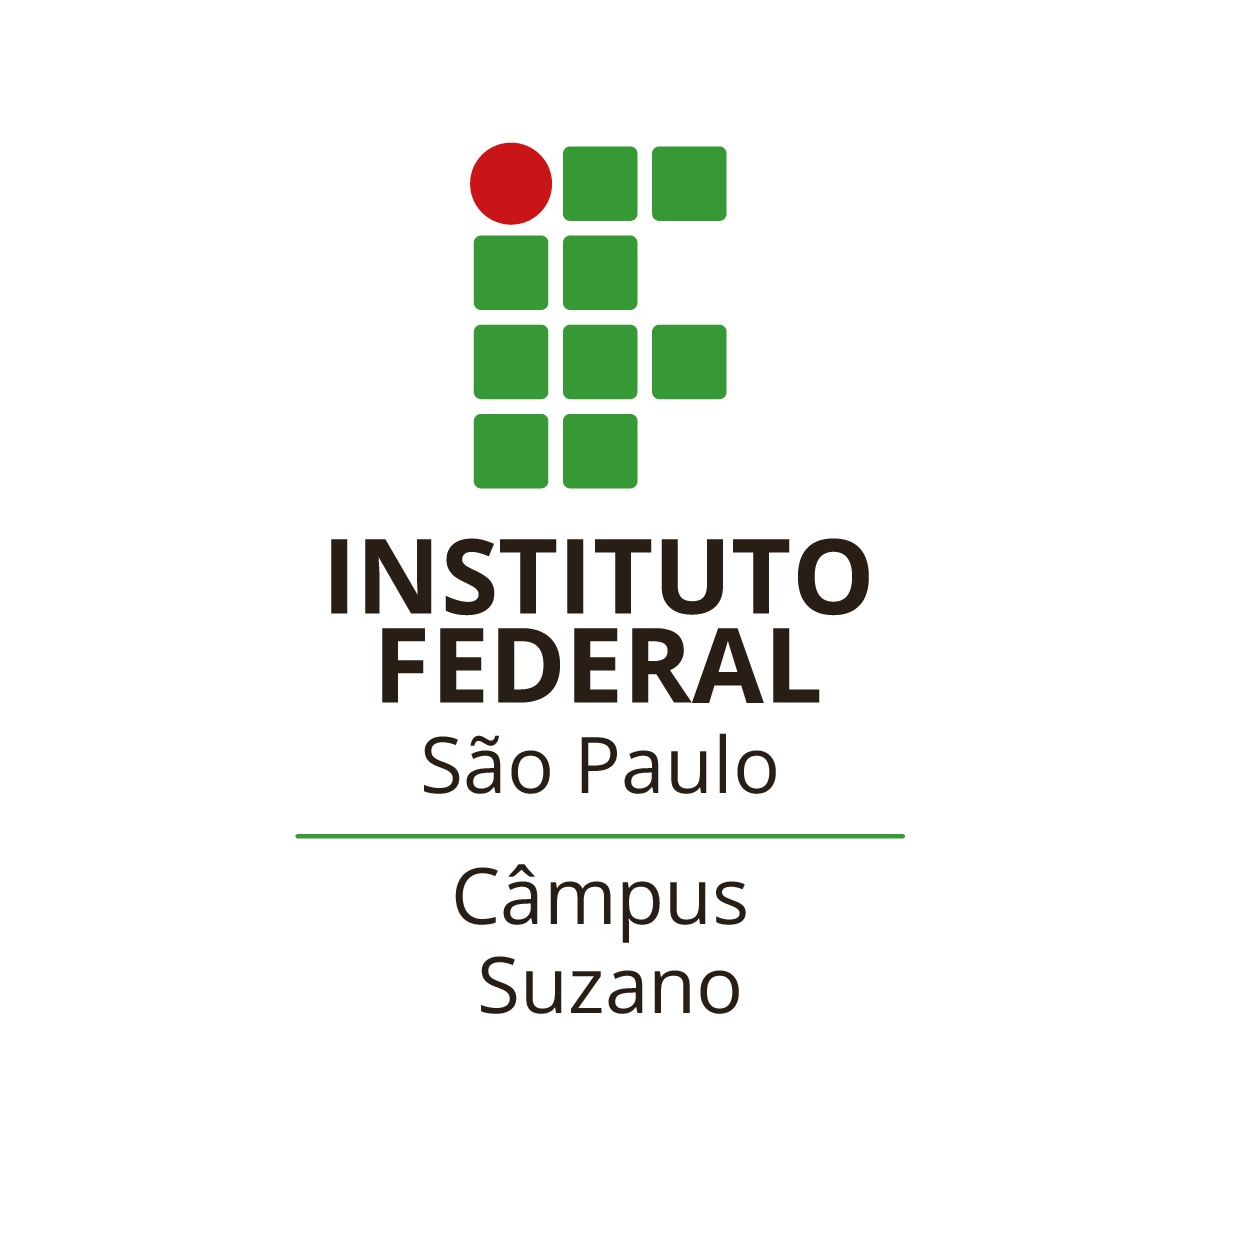 INSTITUTO
FEDERAL
São Paulo
Câmpus
Suzano